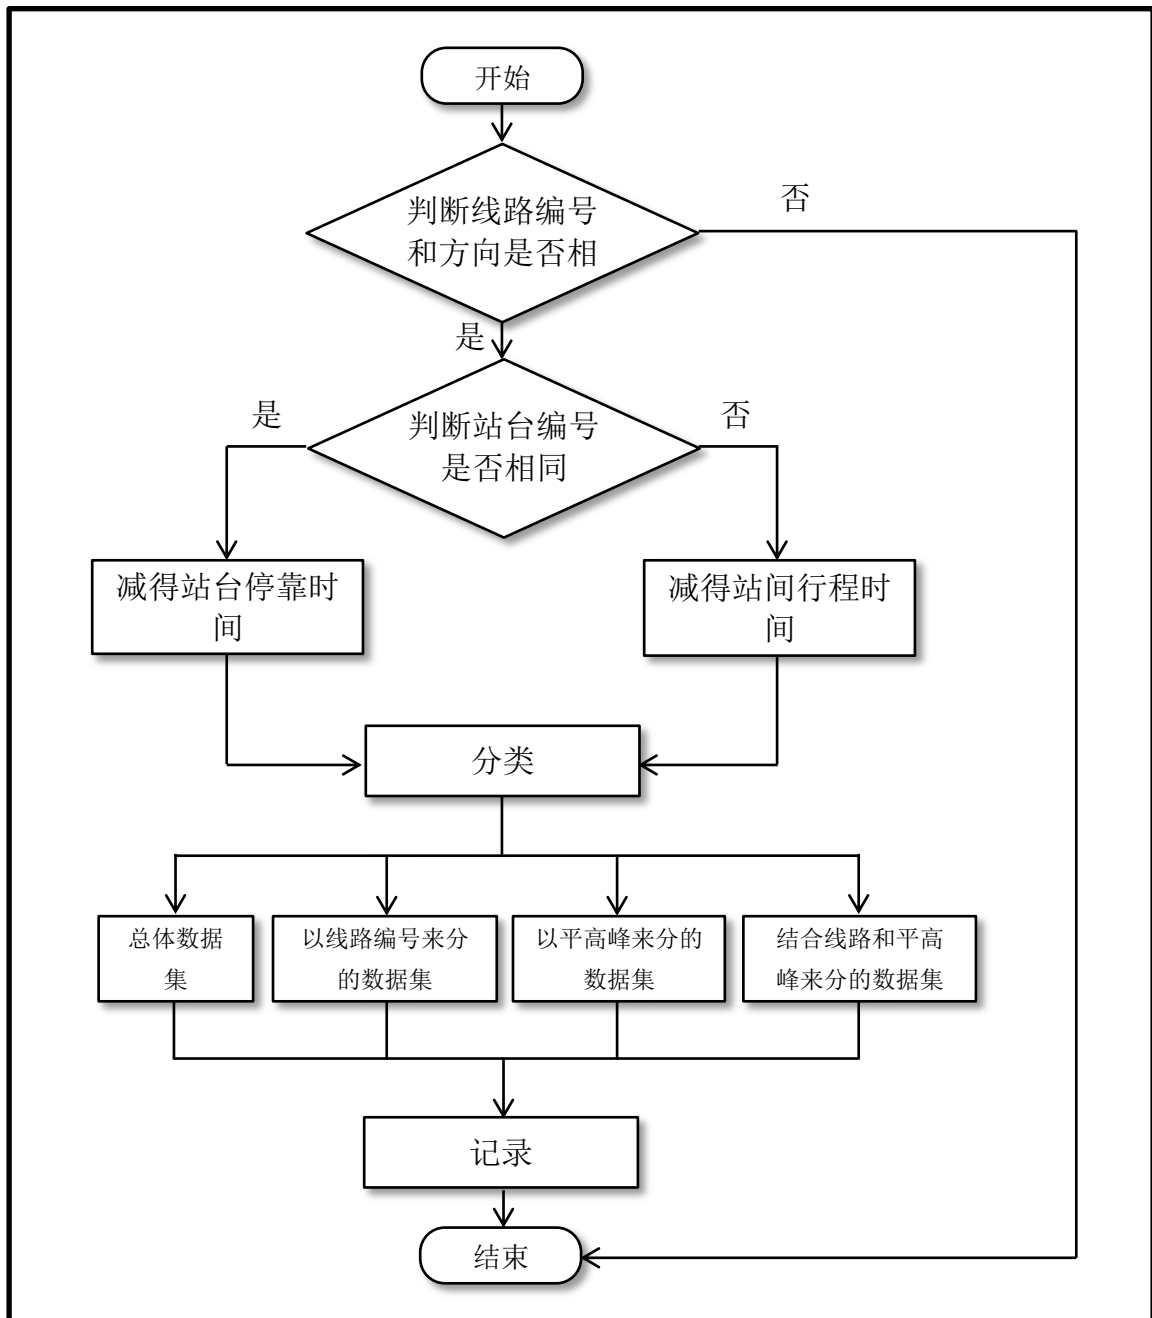 开始
判断线路编号
和方向是否相
否
是
判断站台编号
是否相同
是
否
减得站台停靠时
间
减得站间行程时
间
分类
总体数据
集
以线路编号来分
的数据集
以平高峰来分的
数据集
结合线路和平高
峰来分的数据集
记录
结束